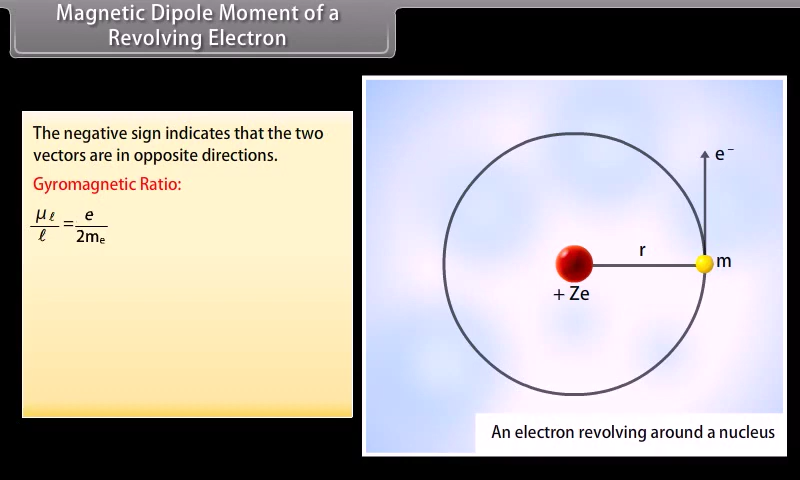 Magnetic Dipole Moment of a
Revolving Electron
The negative sign indicates that the two
vectors are in opposite directions.
Gyromagnetic Ratio:
μℓ/ℓ = e/2mₑ
e⁻
r
m
+ Ze
An electron revolving around a nucleus